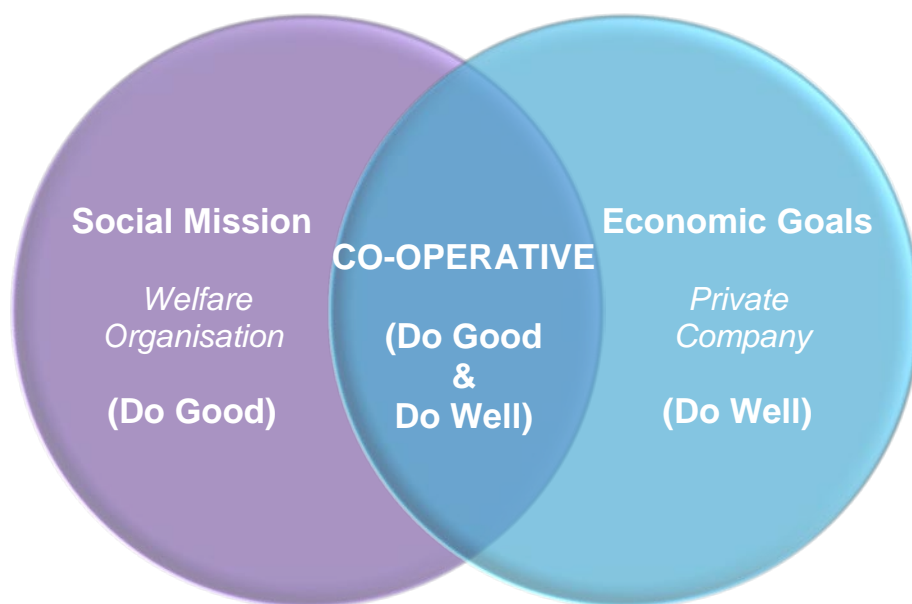 Social Mission
Welfare
Organisation
(Do Good)
CO-OPERATIVE
(Do Good
&
Do Well)
Economic Goals
Private
Company
(Do Well)